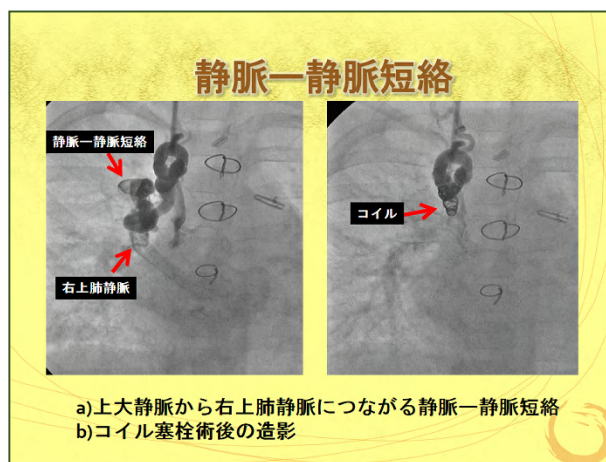 静脈ー静脈短絡
静脈ー静脈短絡
右上肺静脈
コイル
a)上大静脈から右上肺静脈につながる静脈ー静脈短絡
b)コイル塞栓術後の造影